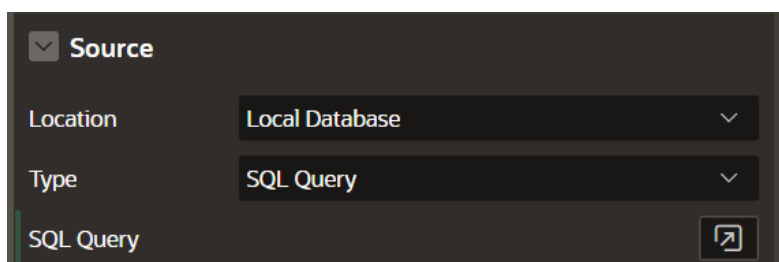 Source
Location Local Database
Type SQL Query
SQL Query